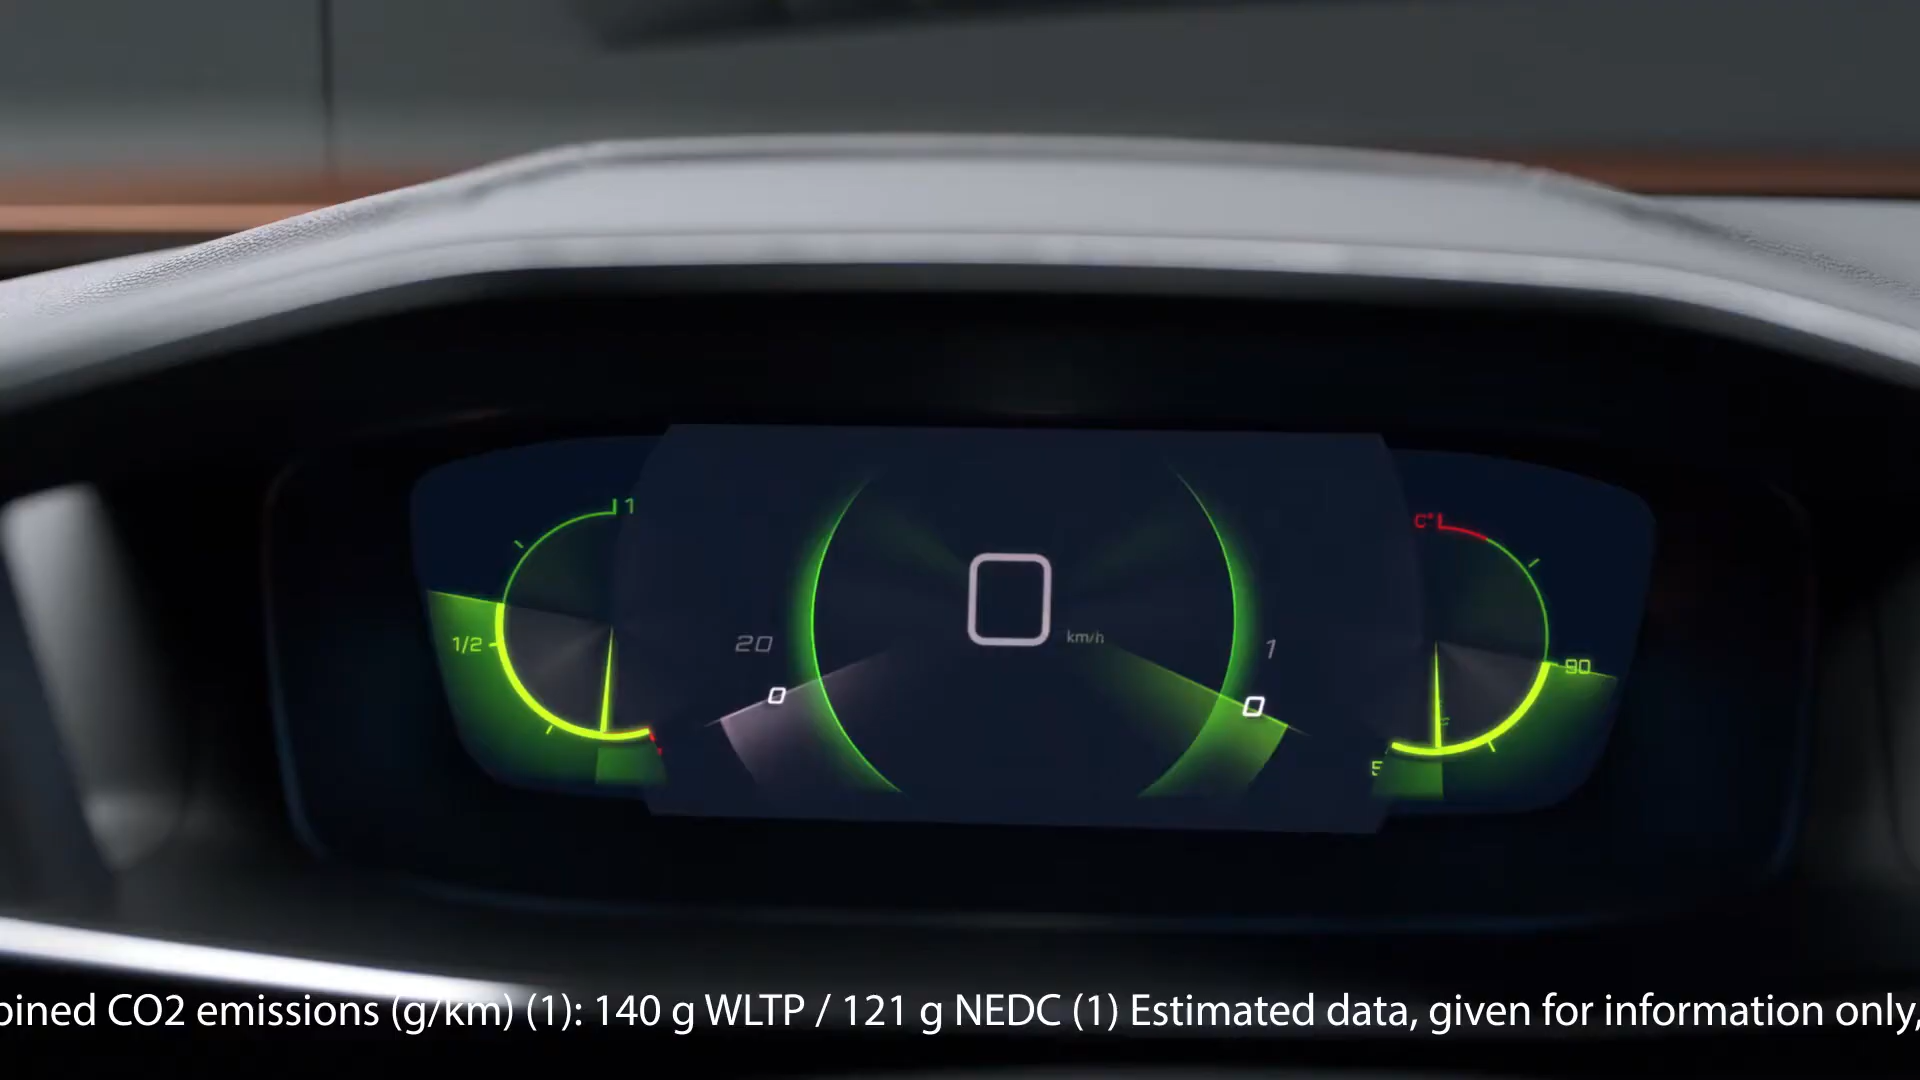 1
C°
1/2
20
0
km/h
1
0
90
5
bined CO2 emissions (g/km) (1): 140 g WLTP / 121 g NEDC (1) Estimated data, given for information only,